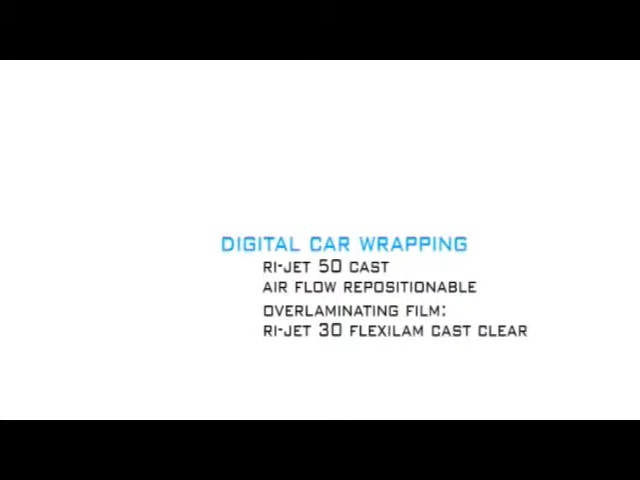 DIGITAL CAR WRAPPING
RI-JET 50 CAST
AIR FLOW REPOSITIONABLE
OVERLAMINATING FILM:
RI-JET 30 FLEXILAM CAST CLEAR